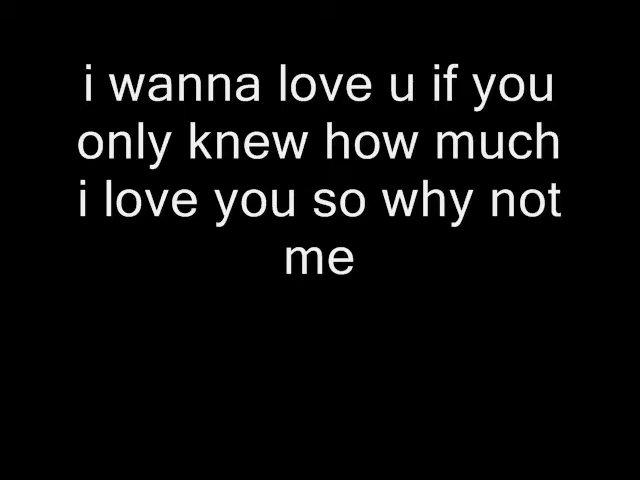 i wanna love u if you
only knew how much
i love you so why not
me